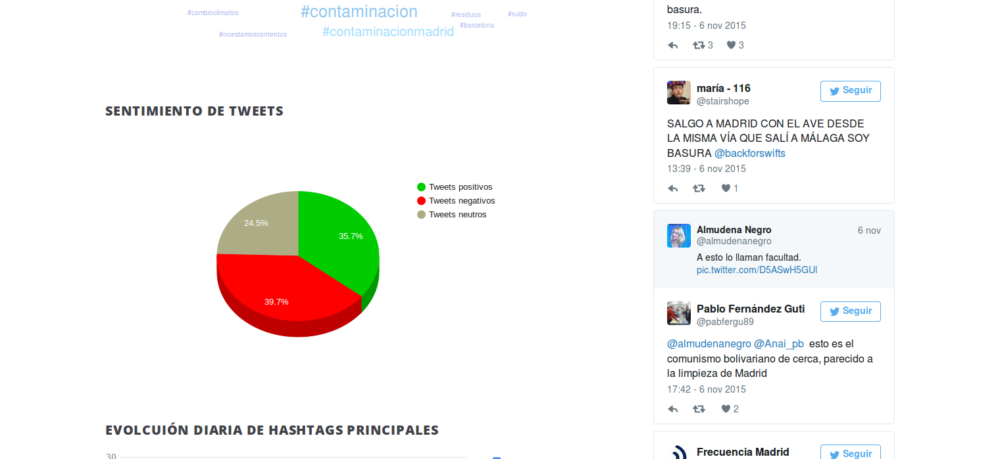 #cambioclimatico
#contaminacion
#residuos
#ruido
#barcelona
#noestamoscontentos
#contaminacionmadrid
SENTIMIENTO DE TWEETS
Tweets positivos
Tweets negativos
Tweets neutros
24.5%
35.7%
39.7%
EVOLCUIÓN DIARIA DE HASHTAGS PRINCIPALES
30
basura.
19:15 - 6 nov 2015
3 3
maría - 116
Seguir
@stairshope
SALGO A MADRID CON EL AVE DESDE
LA MISMA VÍA QUE SALÍ A MÁLAGA SOY
BASURA @backforswifts
13:39 - 6 nov 2015
1
Almudena Negro
6 nov
@almudenanegro
A esto lo llaman facultad.
pic.twitter.com/D5ASwH5GUl
Pablo Fernández Guti
Seguir
@pabfergu89
@almudenanegro @Anai_pb esto es el
comunismo bolivariano de cerca, parecido a
la limpieza de Madrid
17:42 - 6 nov 2015
2
Frecuencia Madrid
Seguir